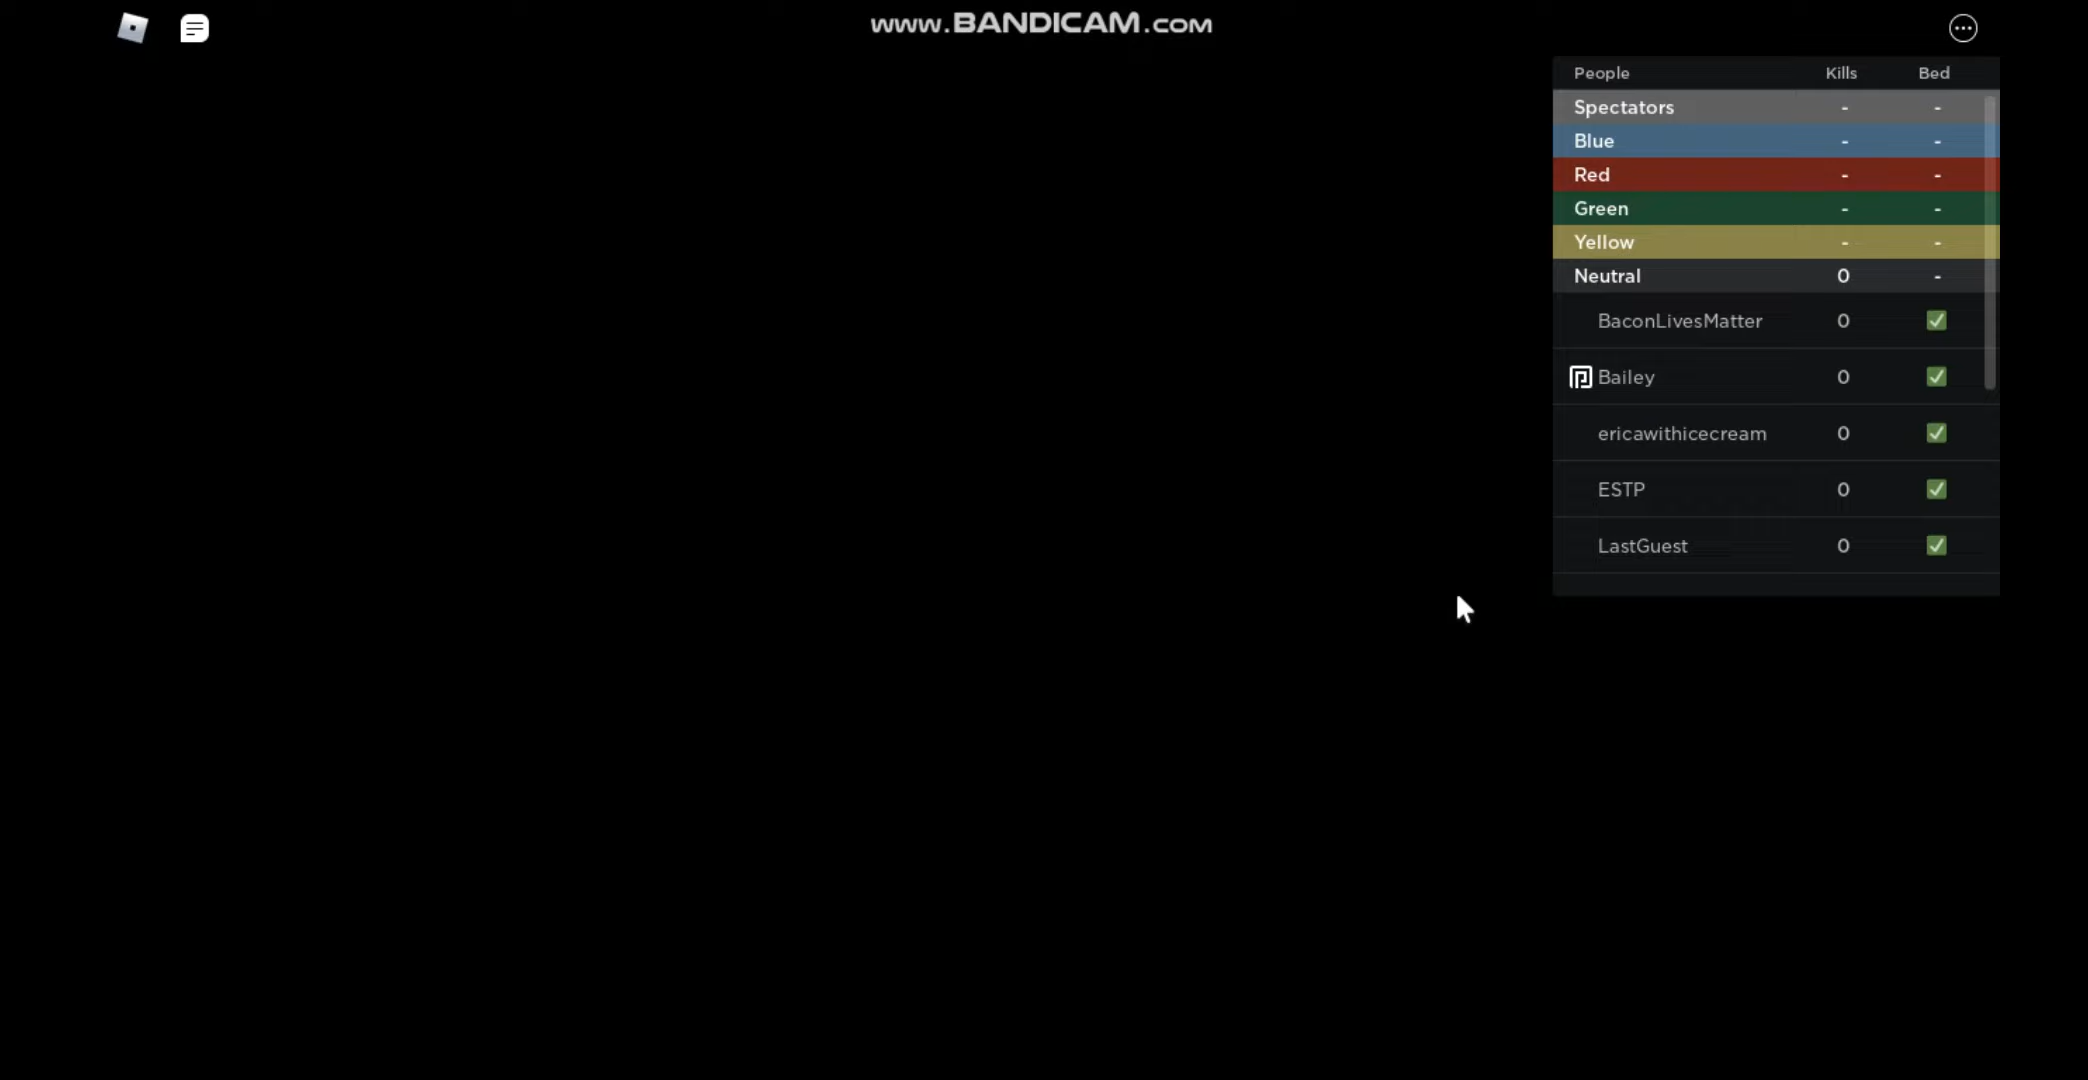 www.BANDICAM.COM
People Kills Bed
Spectators - -
Blue - -
Red - -
Green - -
Yellow - -
Neutral 0 -
BaconLivesMatter 0
Bailey 0
ericawithicecream 0
ESTP 0
LastGuest 0